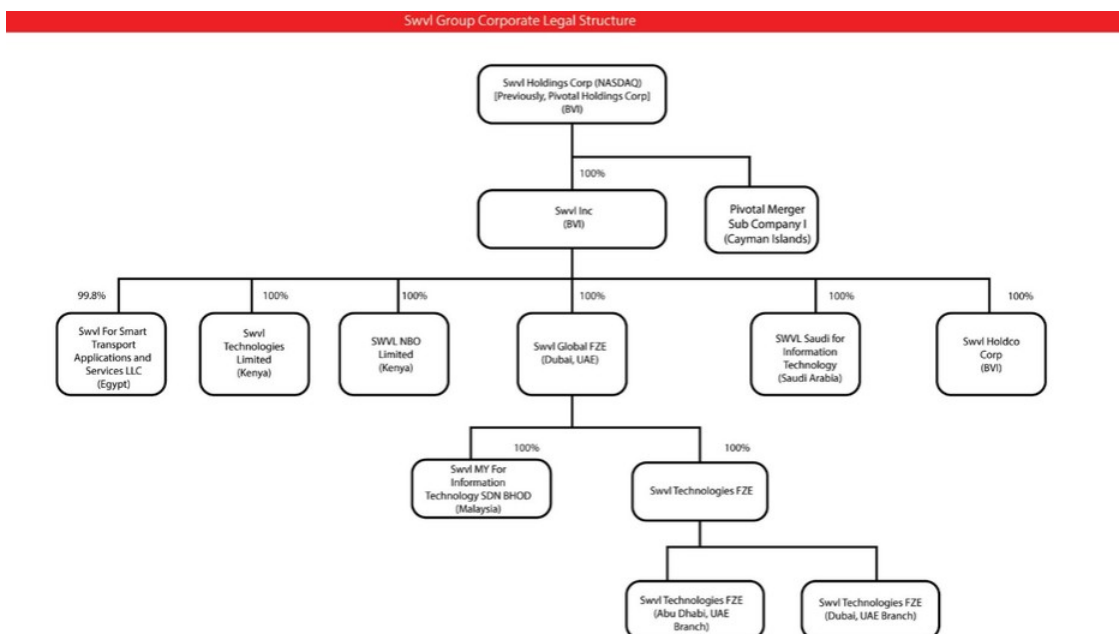 Swvl Group Corporate Legal Structure
Swvl Holdings Corp (NASDAQ)
[Previously, Pivotal Holdings Corp]
(BVI)
100%
Swvl Inc
(BVI)
Pivotal Merger
Sub Company I
(Cayman Islands)
99.8%
100%
100%
100%
100%
100%
Swvl For Smart
Transport
Applications and
Services LLC
(Egypt)
Swvl
Technologies
Limited
(Kenya)
SWVL NBO
Limited
(Kenya)
Swvl Global FZE
(Dubai, UAE)
SWVL Saudi for
Information
Technology
(Saudi Arabia)
Swvl Holdco
Corp
(BVI)
100%
100%
Swvl MY For
Information
Technology SDN BHOD
(Malaysia)
Swvl Technologies FZE
Swvl Technologies FZE
(Abu Dhabi, UAE
Branch)
Swvl Technologies FZE
(Dubai, UAE Branch)